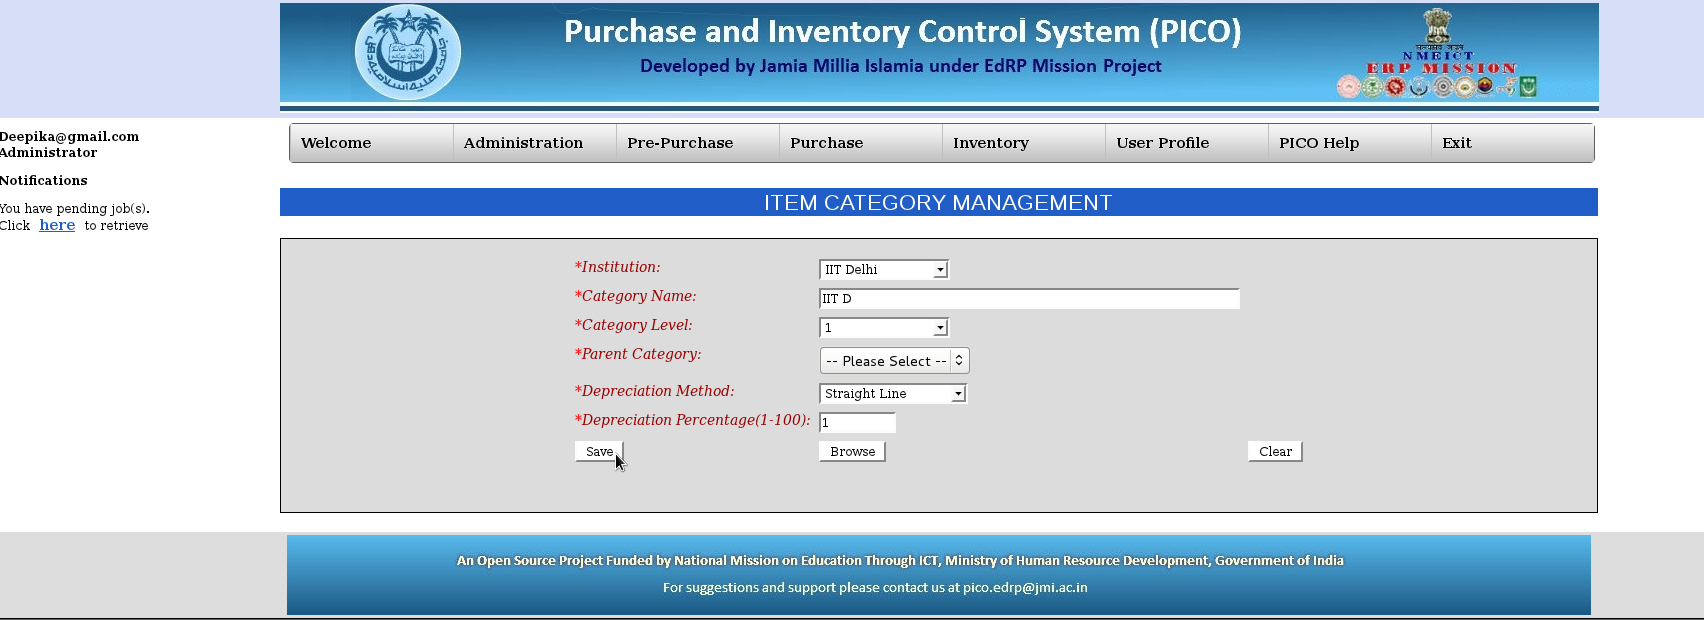 Purchase and Inventory Control System (PICO)
Developed by Jamia Millia Islamia under EdRP Mission Project
NMEICT
ERP MISSION
Deepika@gmail.com
Administrator
Notifications
You have pending job(s).
Click here to retrieve
Welcome Administration Pre-Purchase Purchase Inventory User Profile PICO Help Exit
ITEM CATEGORY MANAGEMENT
*Institution: IIT Delhi
*Category Name: IIT D
*Category Level: 1
*Parent Category: -- Please Select --
*Depreciation Method: Straight Line
*Depreciation Percentage(1-100): 1
Save Browse Clear
An Open Source Project Funded by National Mission on Education Through ICT, Ministry of Human Resource Development, Government of India
For suggestions and support please contact us at pico.edrp@jmi.ac.in